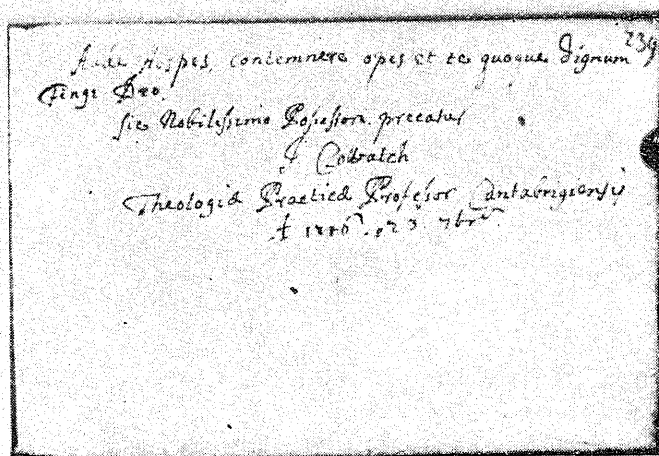 Aude Hospes contemnere opes et te quoque dignum 239
Finge Deo.
sic Nobilissimo Possessori precatur
J Colbatch
Theologiæ Practicæ Professor Cantabrigiensis
23 7bris